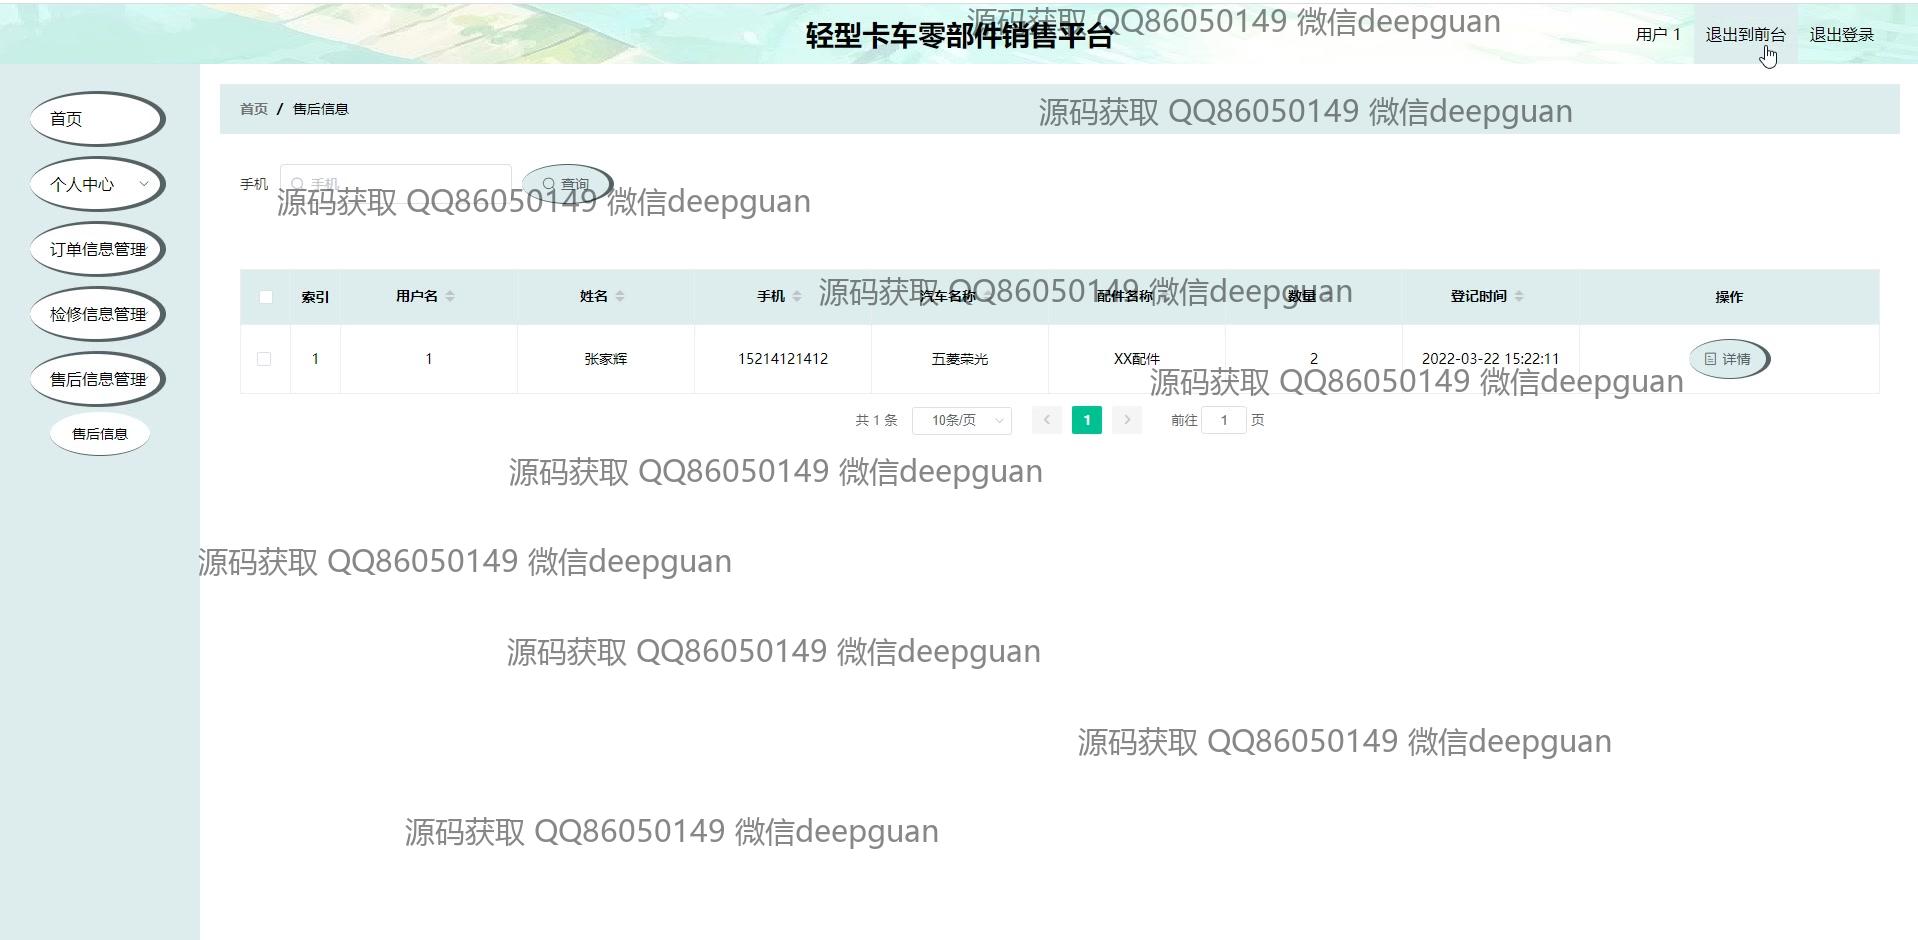 源码获取 QQ86050149 微信deepguan
轻型卡车零部件销售平台
用户 1
退出到前台
退出登录
首页
个人中心
订单信息管理
检修信息管理
售后信息管理
售后信息
首页 / 售后信息
源码获取 QQ86050149 微信deepguan
手机 手机 查询
源码获取 QQ86050149 微信deepguan
索引 用户名 姓名 手机 汽车名称 配件名称 数量 登记时间 操作
源码获取 QQ86050149 微信deepguan
1 1 张家辉 15214121412 五菱荣光 XX配件 2 2022-03-22 15:22:11 详情
源码获取 QQ86050149 微信deepguan
共 1 条 10条/页 1 前往 1 页
源码获取 QQ86050149 微信deepguan
源码获取 QQ86050149 微信deepguan
源码获取 QQ86050149 微信deepguan
源码获取 QQ86050149 微信deepguan
源码获取 QQ86050149 微信deepguan